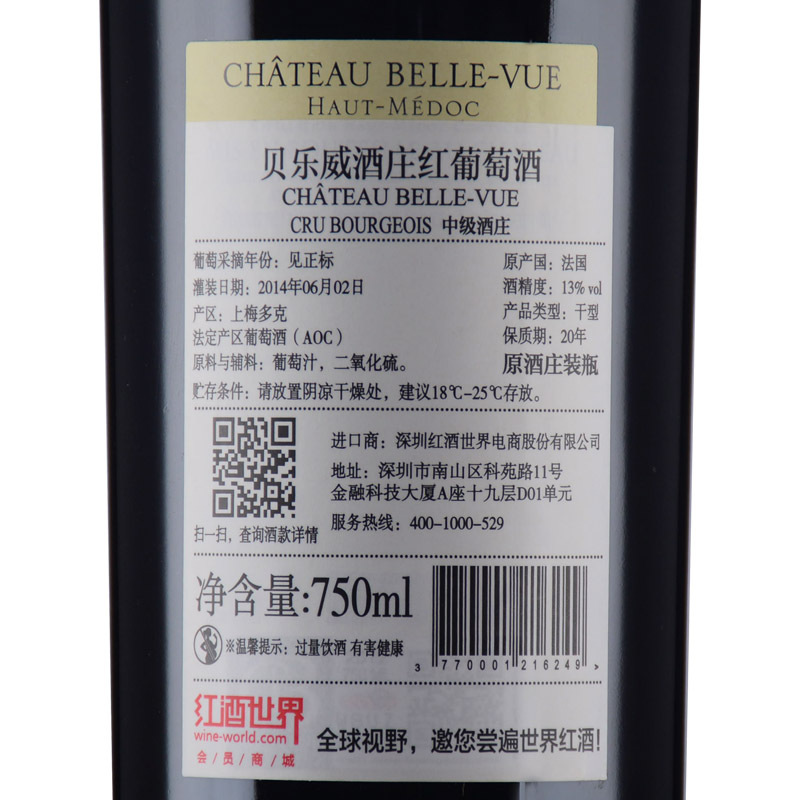 CHÂTEAU BELLE-VUE
HAUT-MÉDOC
贝乐威酒庄红葡萄酒
CHÂTEAU BELLE-VUE
CRU BOURGEOIS 中级酒庄
葡萄采摘年份：见正标
原产国：法国
灌装日期：2014年06月02日
酒精度：13% vol
产区：上梅多克
产品类型：干型
法定产区葡萄酒（AOC）
保质期：20年
原料与辅料：葡萄汁，二氧化硫。
原酒庄装瓶
贮存条件：请放置阴凉干燥处，建议18℃-25℃存放。
进口商：深圳红酒世界电商股份有限公司
地址：深圳市南山区科苑路11号
金融科技大厦A座十九层D01单元
服务热线：400-1000-529
扫一扫，查询酒款详情
净含量:750ml
※温馨提示：过量饮酒 有害健康
3 770001 216249 >
红酒世界
wine-world.com
会/员/商/城
全球视野，邀您尝遍世界红酒！